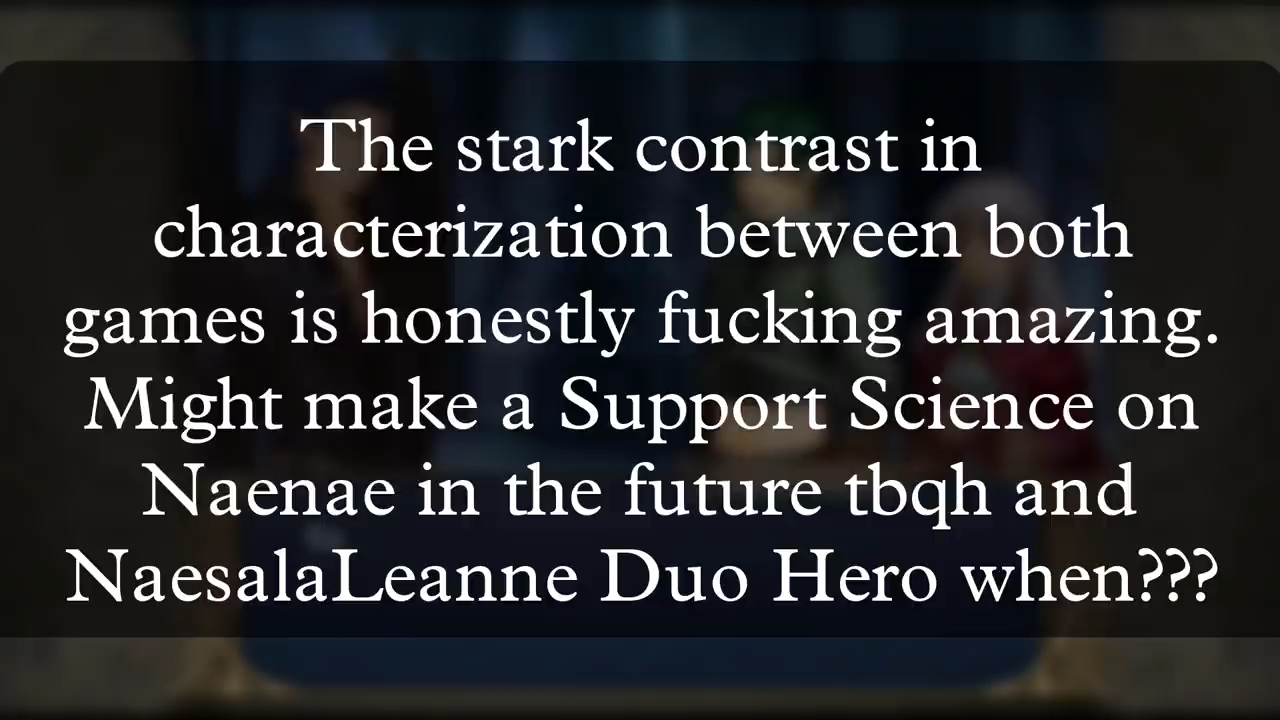 The stark contrast in
characterization between both
games is honestly fucking amazing.
Might make a Support Science on
Naenae in the future tbqh and
NaesalaLeanne Duo Hero when???